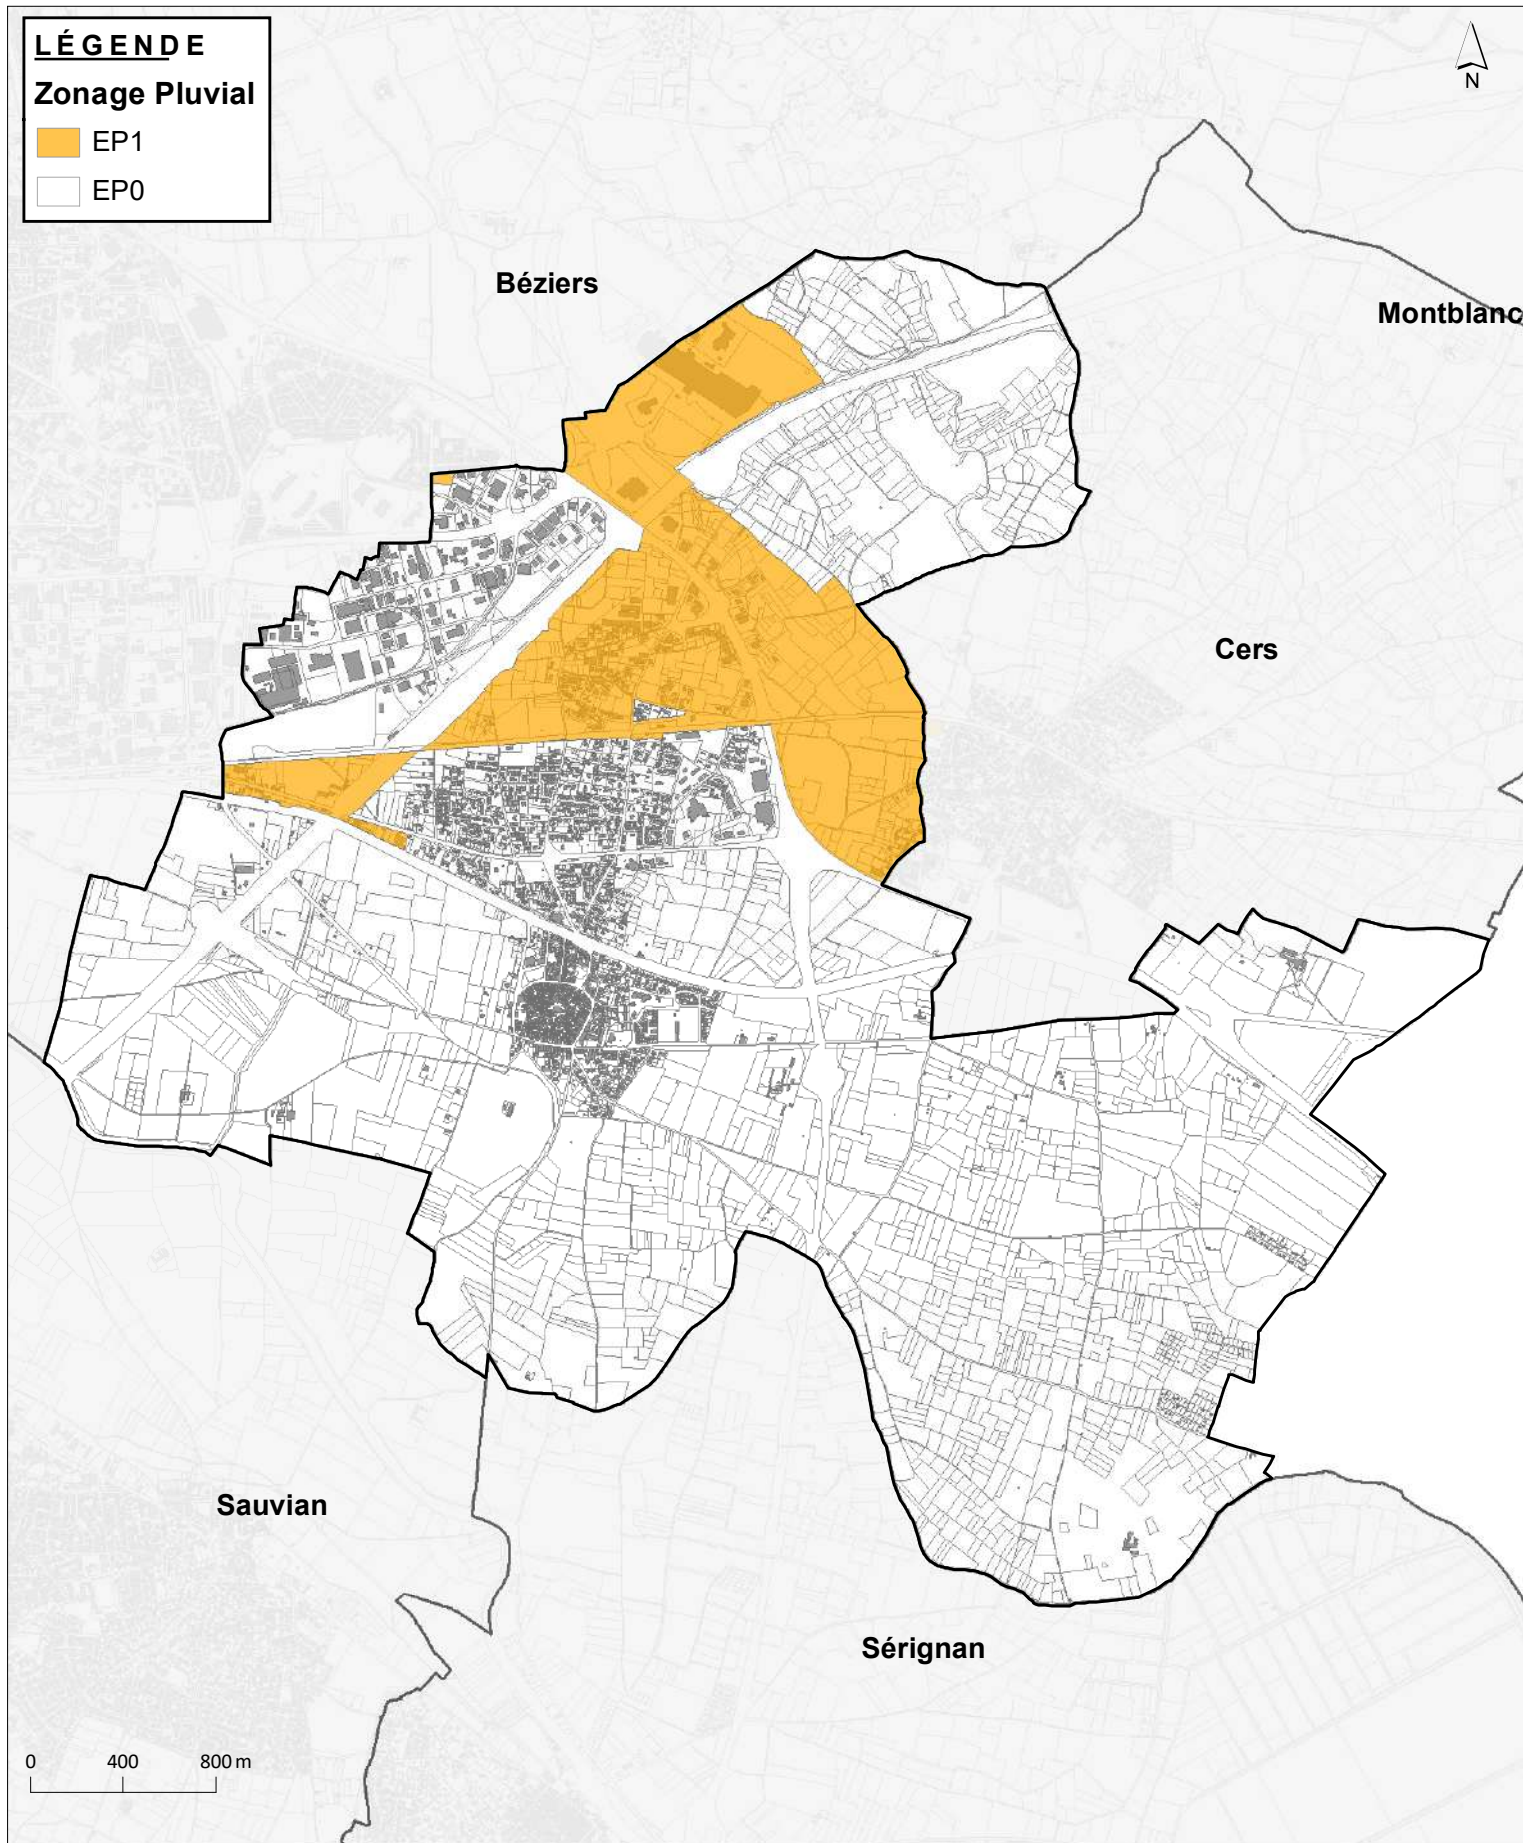 LÉGENDE
Zonage Pluvial
EP1
EP0
N
Béziers
Montblanc
Cers
Sauvian
Sérignan
0 400 800 m